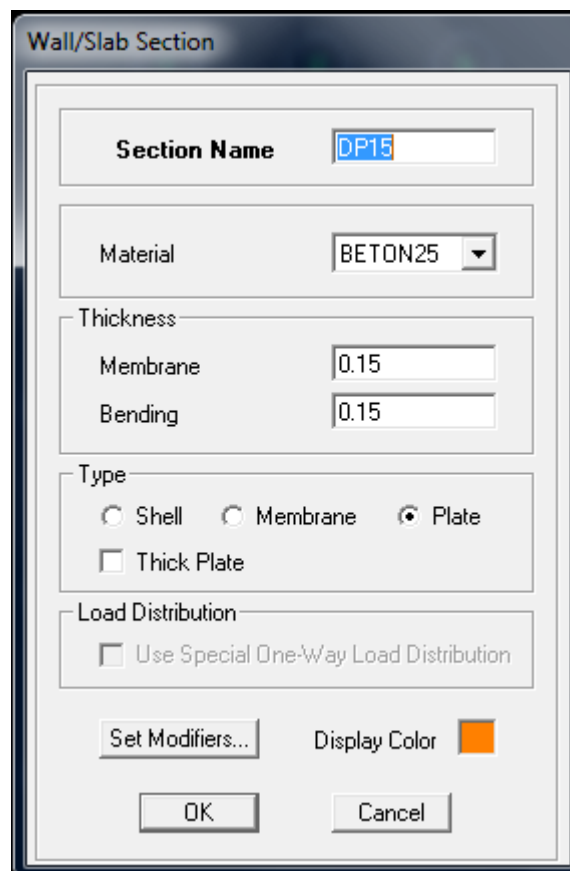 Wall/Slab Section
Section Name DP15
Material BETON25
Thickness
Membrane 0.15
Bending 0.15
Type
Shell Membrane Plate
Thick Plate
Load Distribution
Use Special One-Way Load Distribution
Set Modifiers... Display Color
OK Cancel